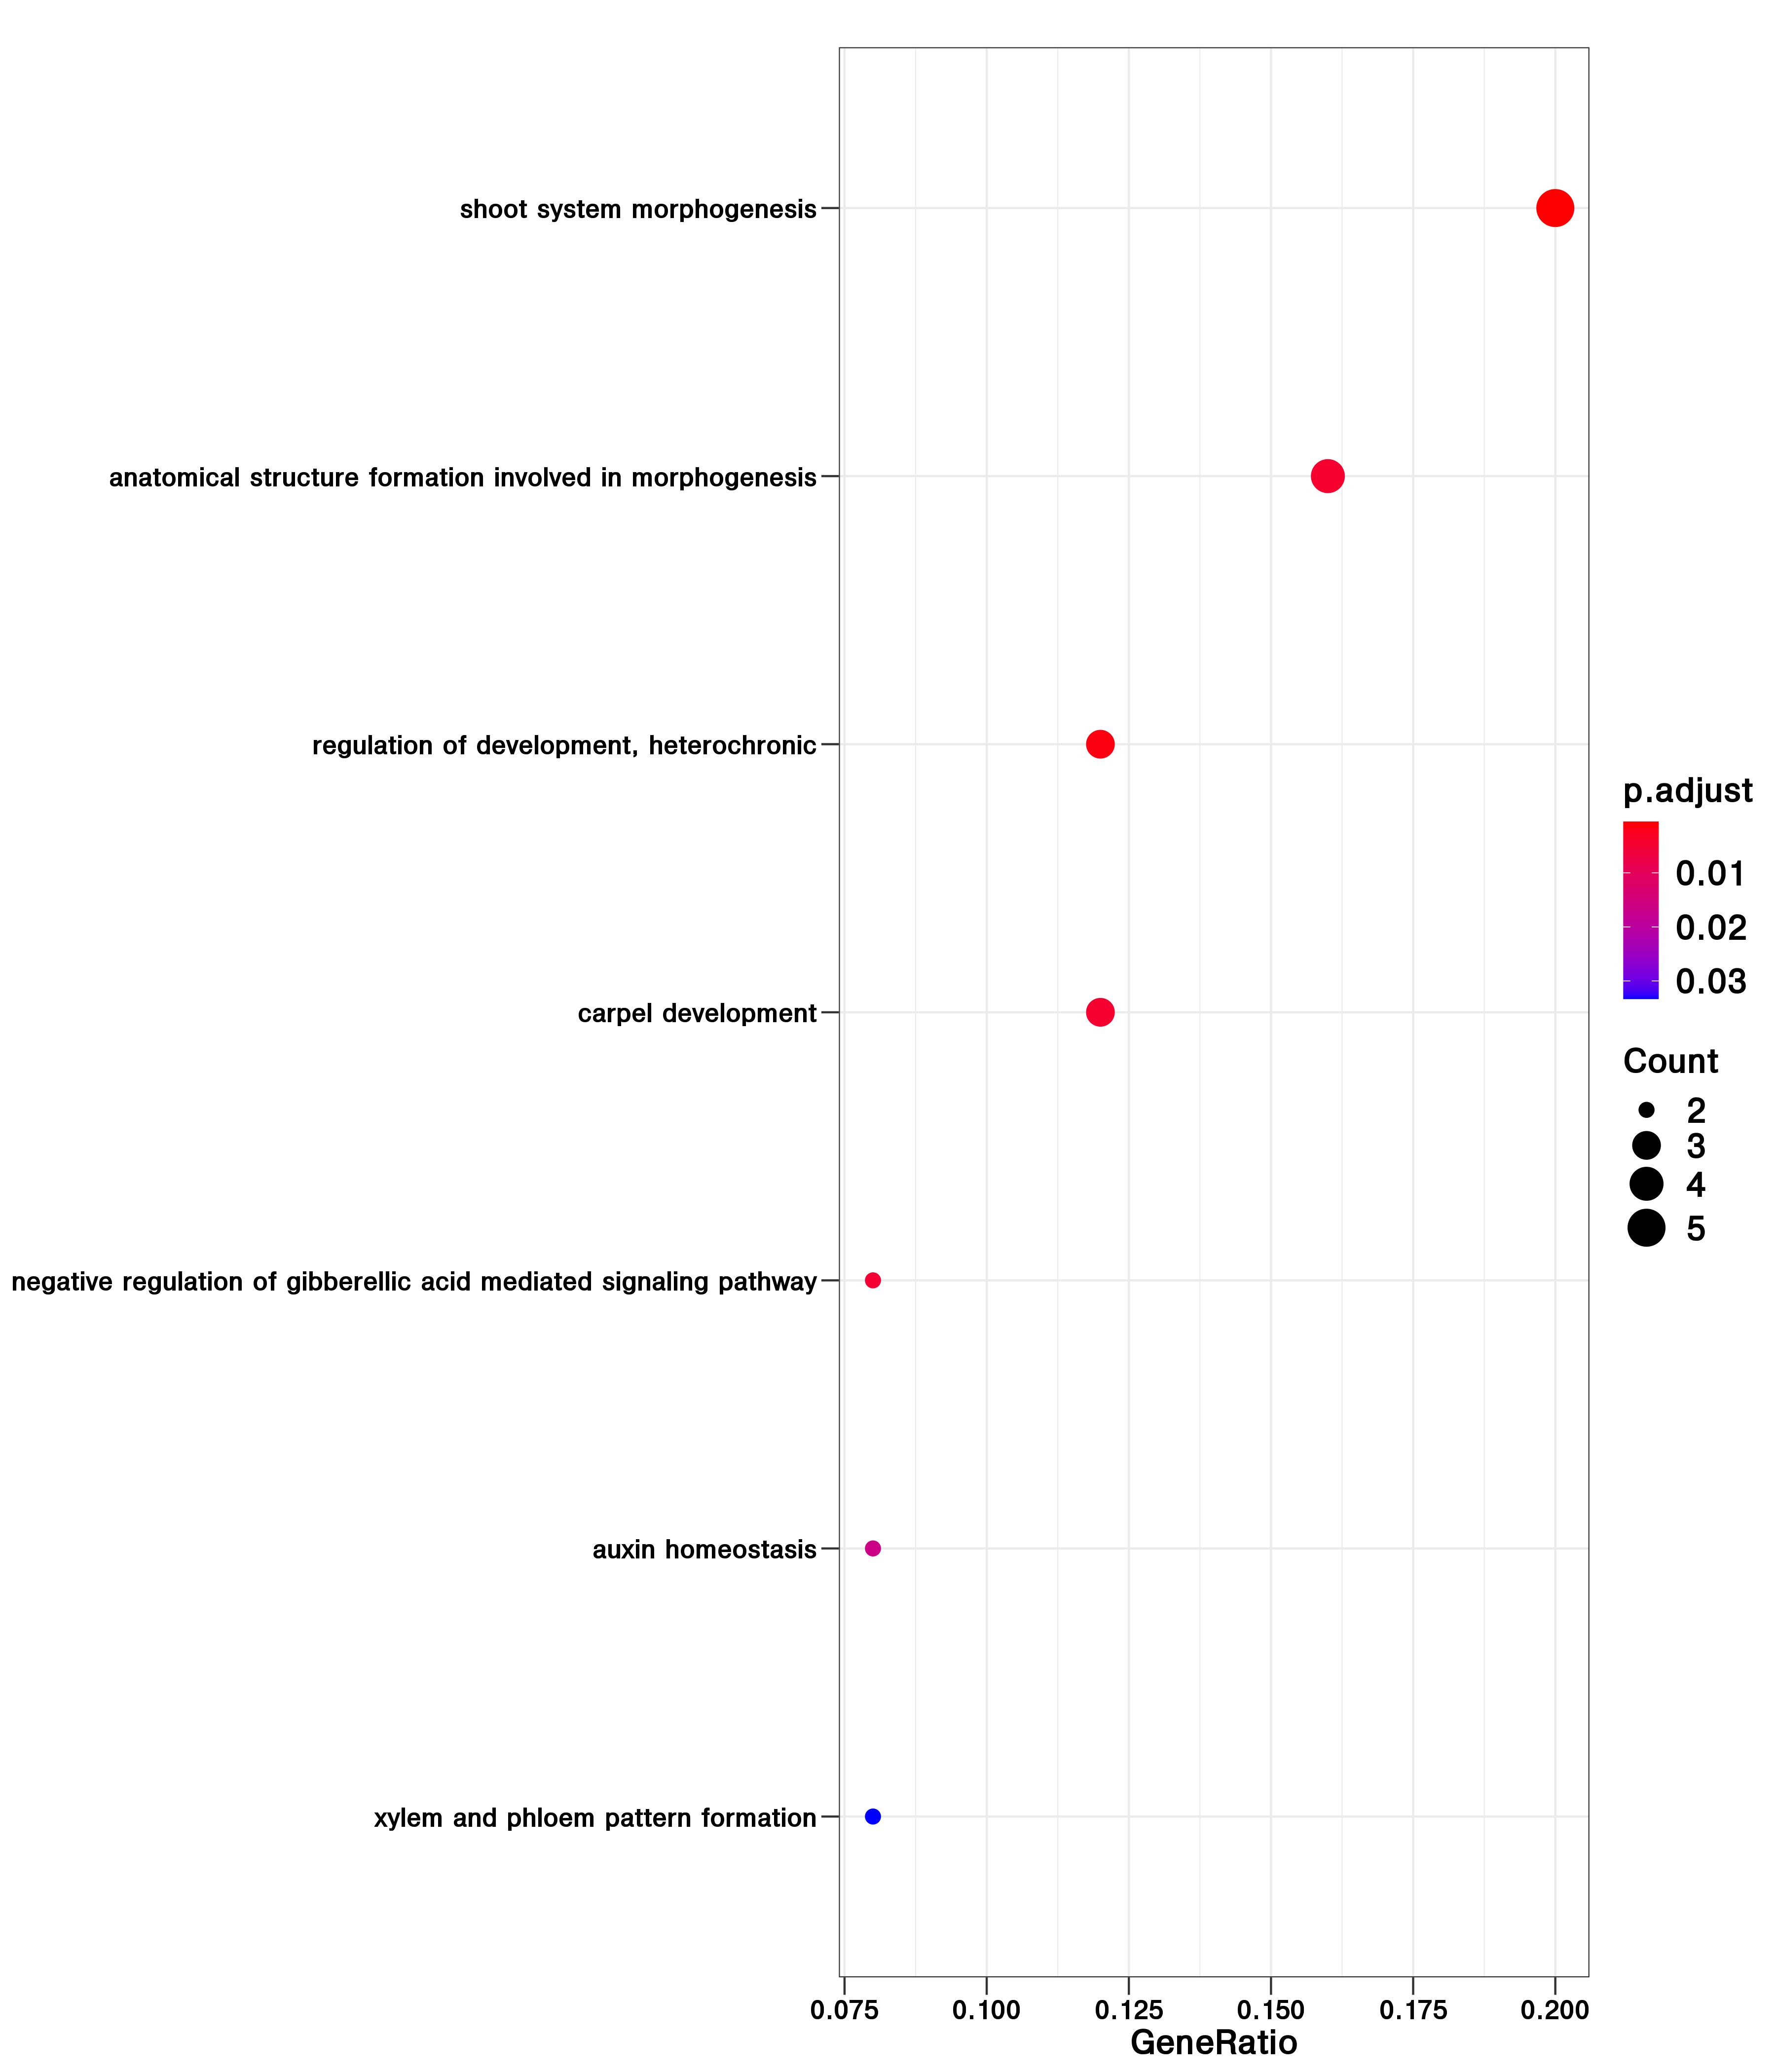 shoot system morphogenesis
anatomical structure formation involved in morphogenesis
regulation of development, heterochronic
carpel development
negative regulation of gibberellic acid mediated signaling pathway
auxin homeostasis
xylem and phloem pattern formation
0.075 0.100 0.125 0.150 0.175 0.200
GeneRatio
p.adjust
0.01
0.02
0.03
Count
2
3
4
5